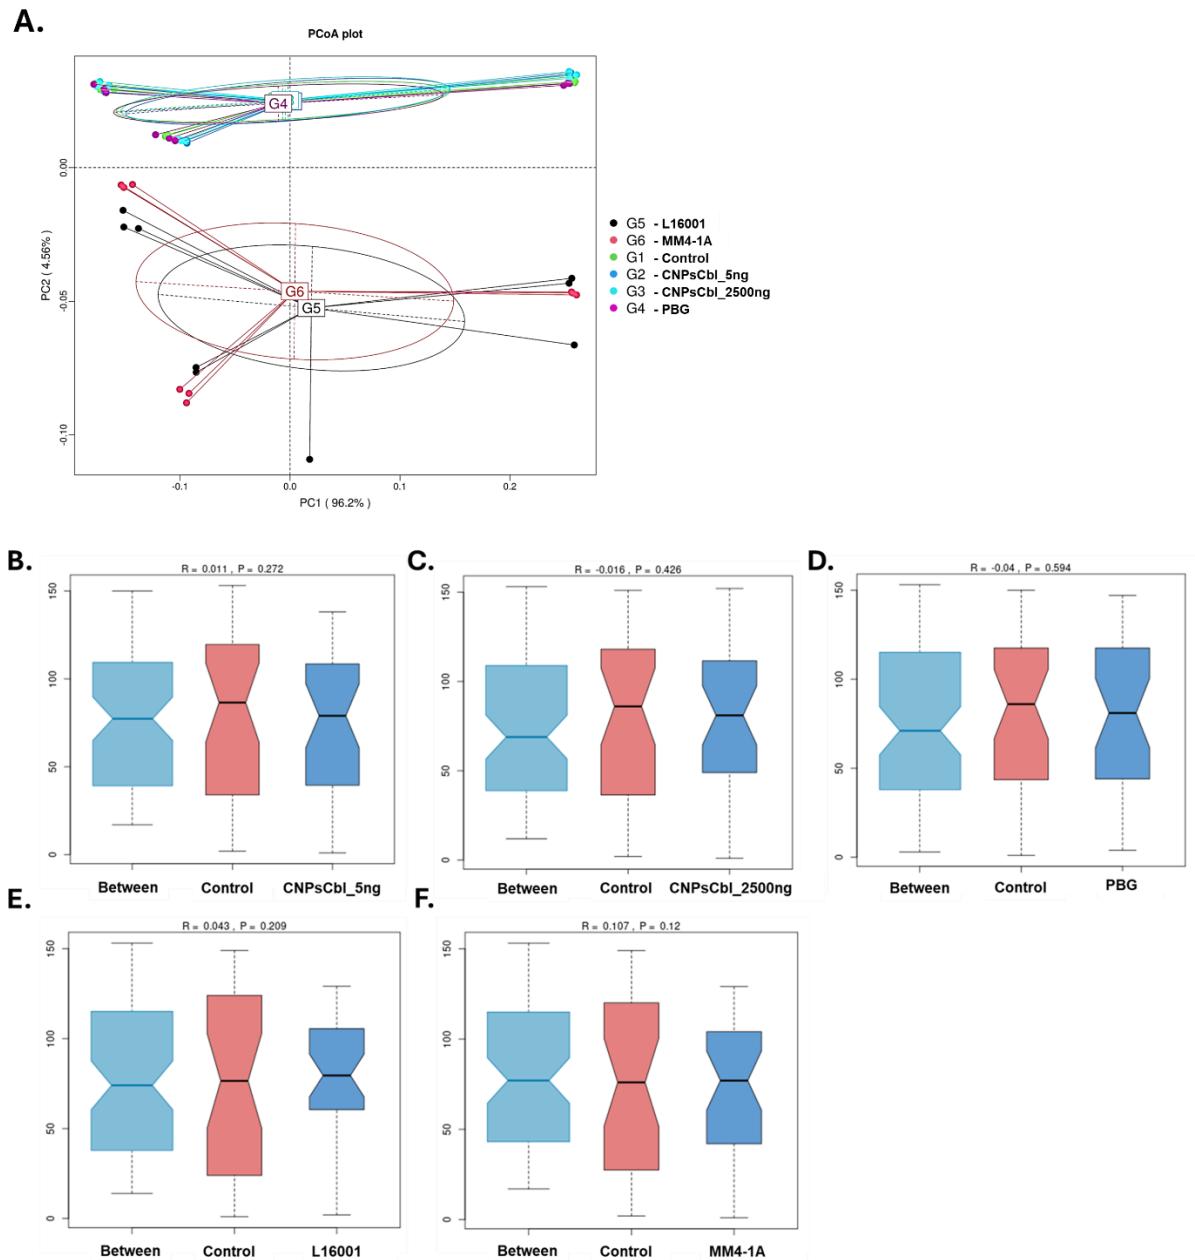 A.
PCoA plot
G4
G6
G5
0.00
-0.05
-0.10
PC2 ( 4.56% )
-0.1
0.0
0.1
0.2
PC1 ( 96.2% )
G5 - L16001
G6 - MM4-1A
G1 - Control
G2 - CNPsCbl_5ng
G3 - CNPsCbl_2500ng
G4 - PBG
B.
R = 0.011 , P = 0.272
150
100
50
0
Between Control CNPsCbl_5ng
C.
R = -0.016 , P = 0.426
150
100
50
0
Between Control CNPsCbl_2500ng
D.
R = -0.04 , P = 0.594
150
100
50
0
Between Control PBG
E.
R = 0.043 , P = 0.209
150
100
50
0
Between Control L16001
F.
R = 0.107 , P = 0.12
150
100
50
0
Between Control MM4-1A